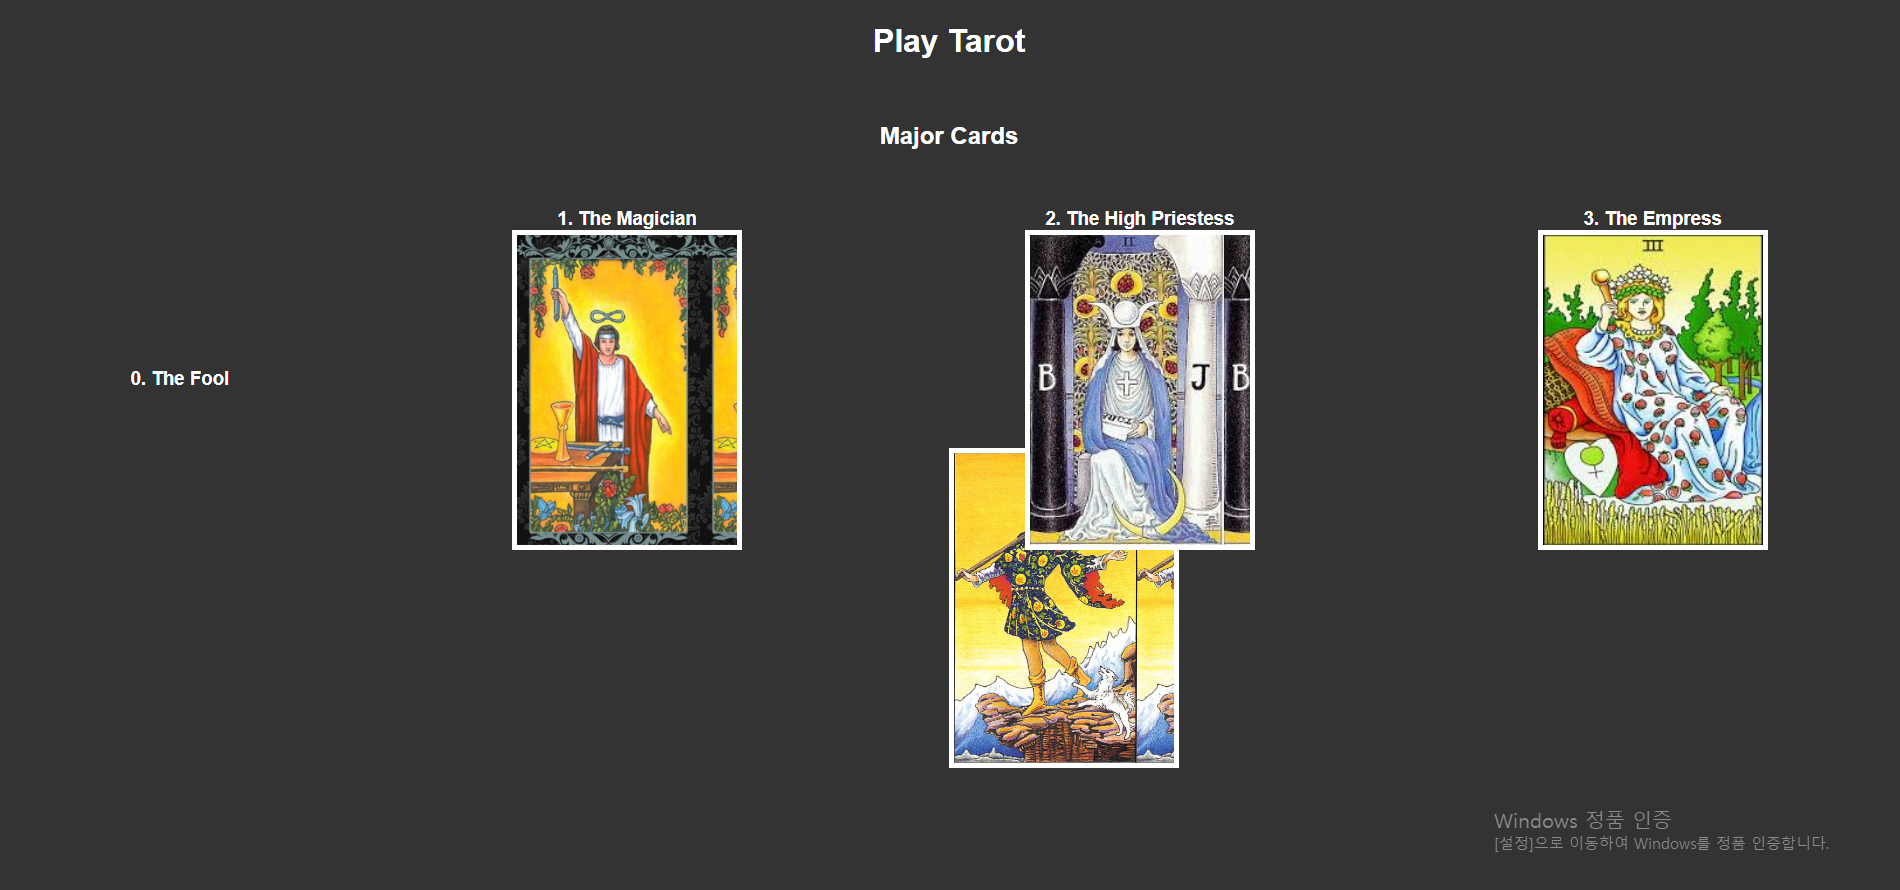 Play Tarot
Major Cards
0. The Fool
1. The Magician
2. The High Priestess
3. The Empress
II
III
B
J
B
TORA
Windows 정품 인증
[설정]으로 이동하여 Windows를 정품 인증합니다.